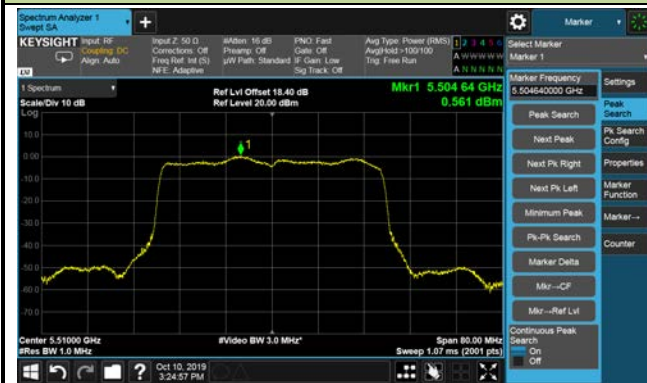 Spectrum Analyzer 1
Swept SA
+
Marker
KEYSIGHT
Input: RF
Coupling: DC
Align: Auto
Input Z: 50 Ω
Corrections: Off
Freq Ref: Int (S)
NFE: Adaptive
#Atten: 16 dB
Preamp: Off
µW Path: Standard
PNO: Fast
Gate: Off
IF Gain: Low
Sig Track: Off
Avg Type: Power (RMS)
Avg|Hold:>100/100
Trig: Free Run
1 2 3 4 5 6
A W W W W W
A N N N N N
LXI
Select Marker
Marker 1
1 Spectrum
Scale/Div 10 dB
Log
Ref Lvl Offset 18.40 dB
Ref Level 20.00 dBm
Mkr1 5.504 64 GHz
0.561 dBm
Marker Frequency
5.504640000 GHz
Settings
Peak Search
Peak
Search
Next Peak
Pk Search
Config
Next Pk Right
Properties
Next Pk Left
Marker
Function
Minimum Peak
Marker→
Pk-Pk Search
Counter
Marker Delta
Mkr→CF
Mkr→Ref Lvl
Continuous Peak
Search
On
Off
1
10.0
0.00
-10.0
-20.0
-30.0
-40.0
-50.0
-60.0
-70.0
Center 5.51000 GHz
#Res BW 1.0 MHz
#Video BW 3.0 MHz*
Span 80.00 MHz
Sweep 1.07 ms (2001 pts)
?
Oct 10, 2019
3:24:57 PM